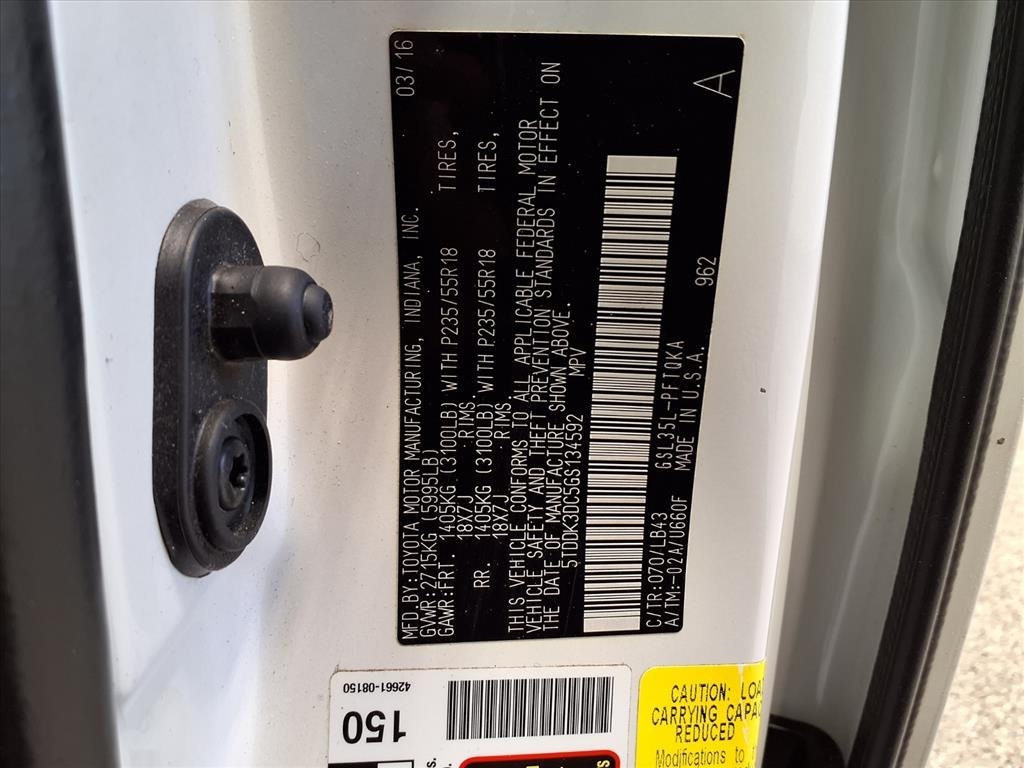 MFD.BY:TOYOTA MOTOR MANUFACTURING, INDIANA, INC. 03/16
GVWR:2715KG (5995LB)
GAWR:FRT. 1405KG (3100LB) WITH P235/55R18 TIRES,
18X7J RIMS.
RR. 1405KG (3100LB) WITH P235/55R18 TIRES,
18X7J RIMS.
THIS VEHICLE CONFORMS TO ALL APPLICABLE FEDERAL MOTOR
VEHICLE SAFETY AND THEFT PREVENTION STANDARDS IN EFFECT ON
THE DATE OF MANUFACTURE SHOWN ABOVE.
5TDDK3DC5GS134592 MPV
C/TR:070/LB43 GSL35L-PFTQKA 962
A/TM:-02A/U660F MADE IN U.S.A. A
42661-08150
150
CAUTION: LOA
CARRYING CAPAC
REDUCED
Modifications to